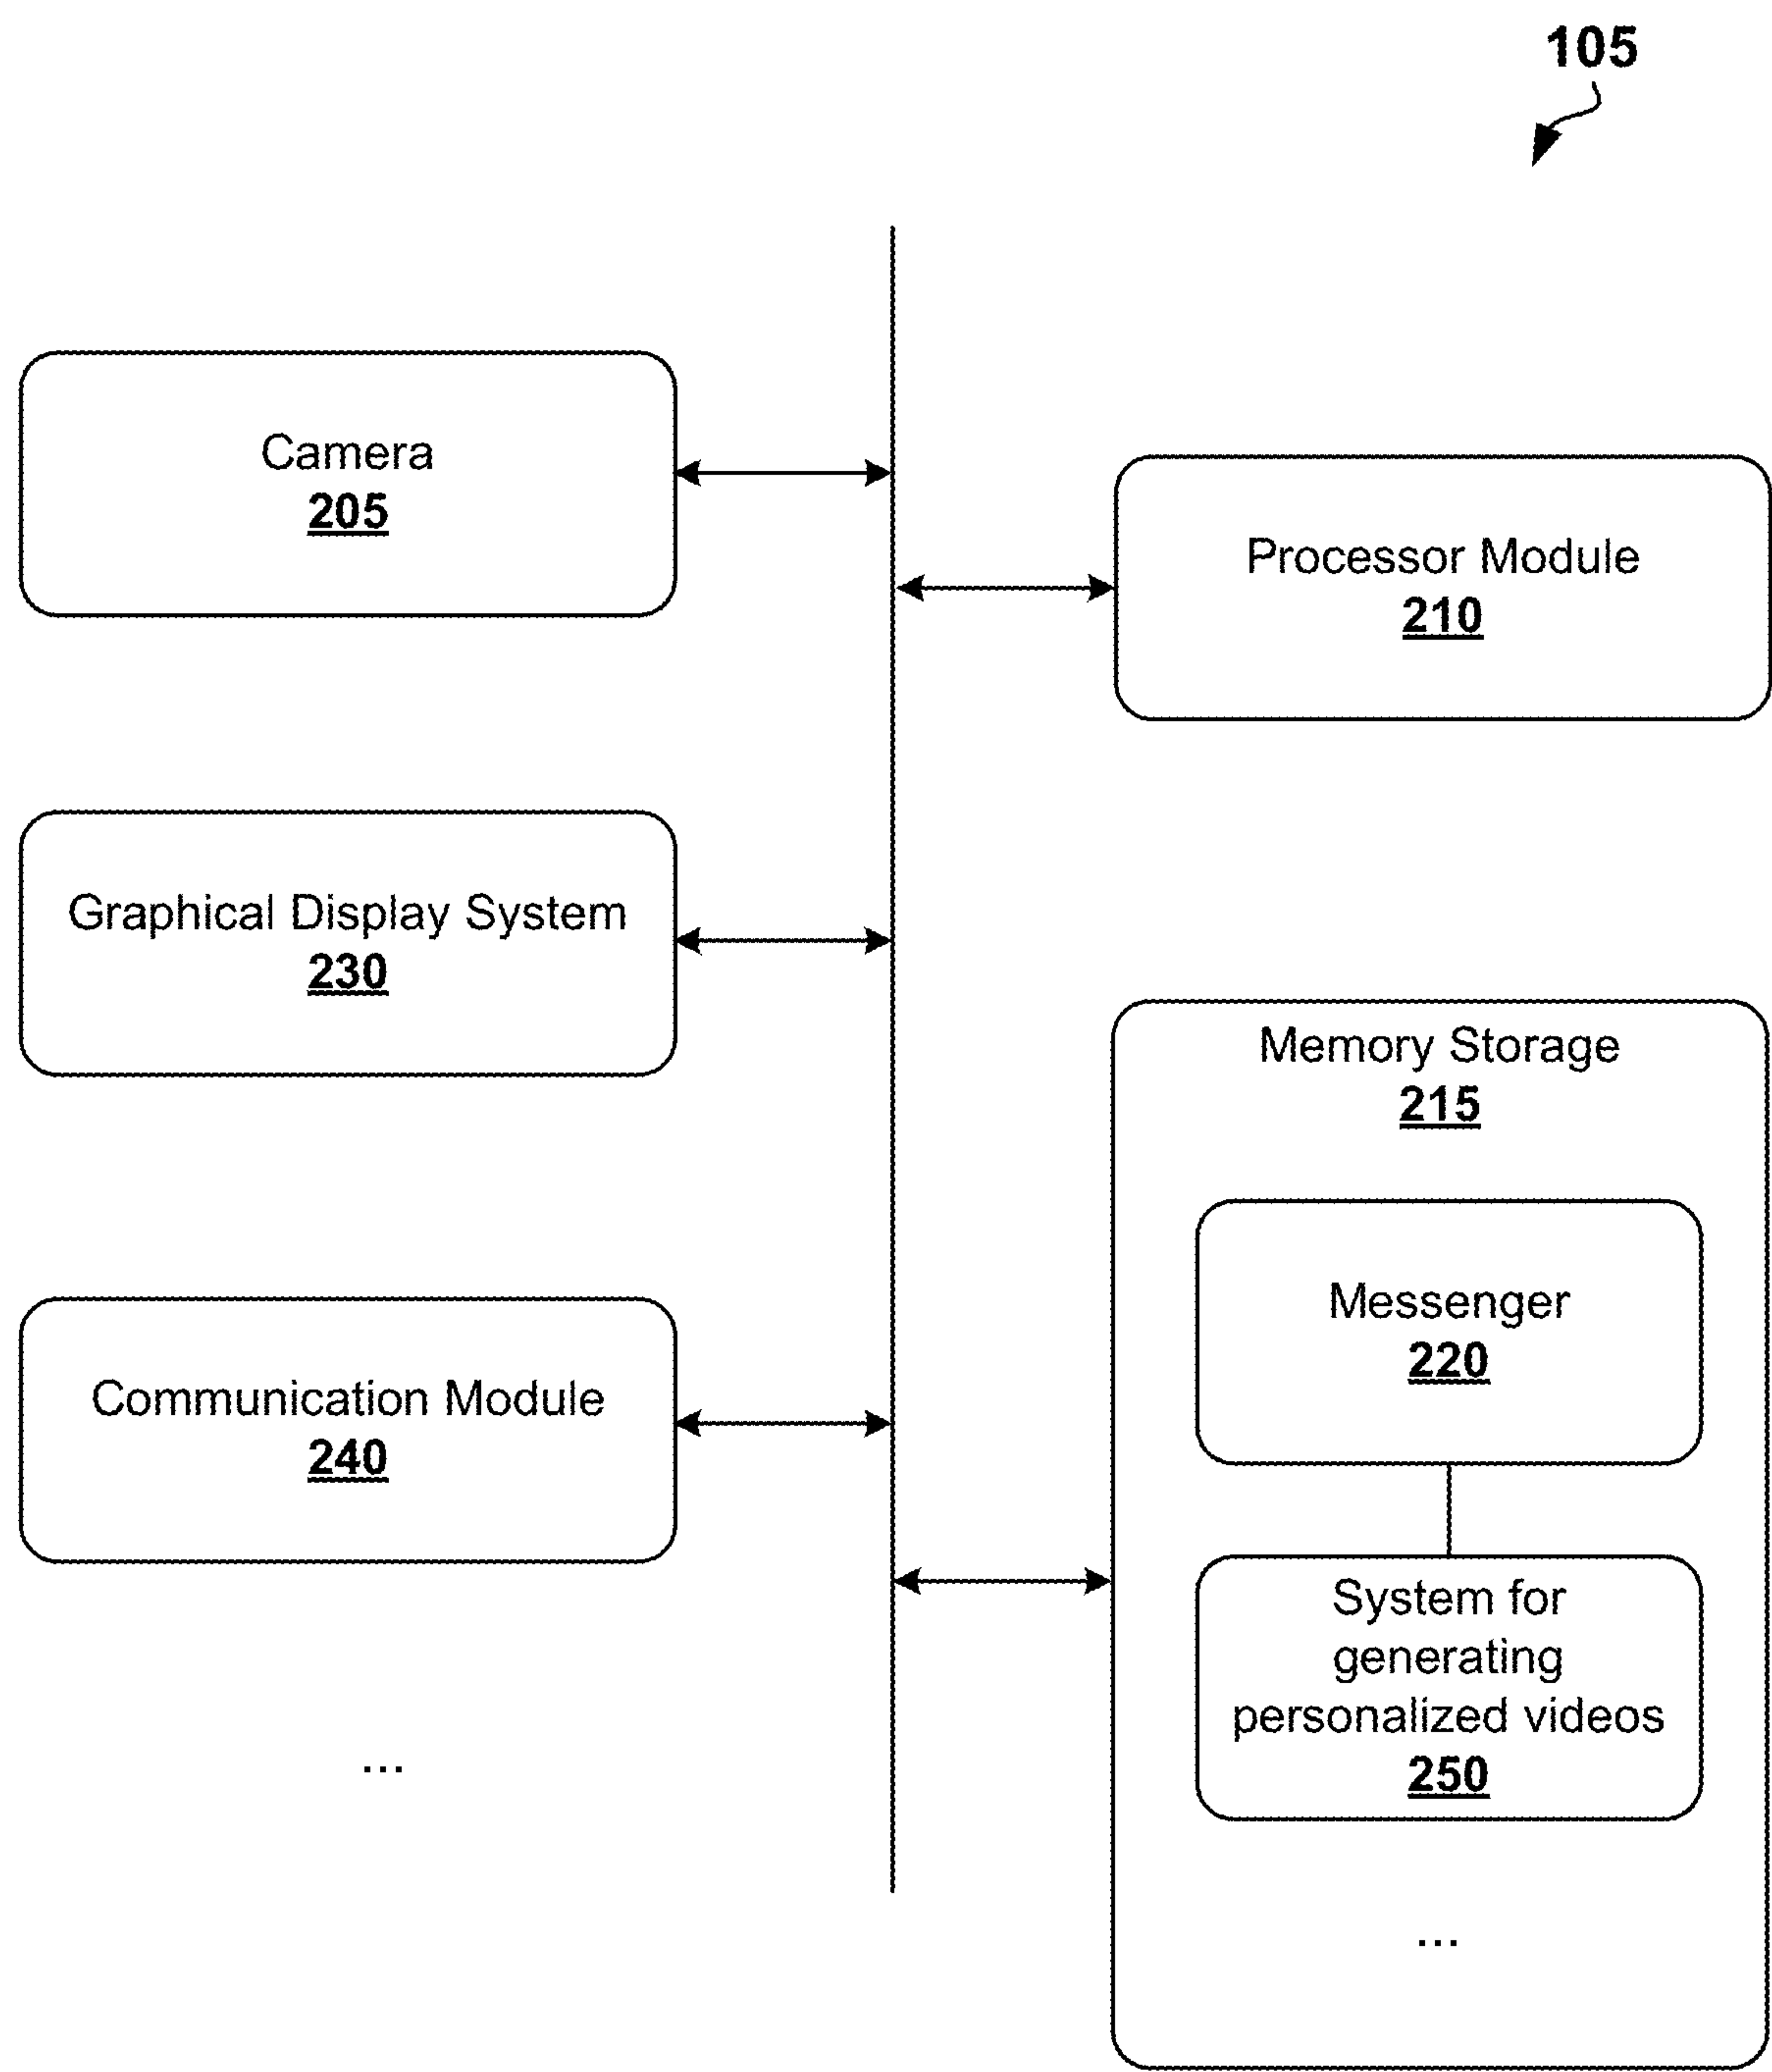 105
Camera
205
Processor Module
210
Graphical Display System
230
Memory Storage
215
Messenger
220
Communication Module
240
System for
generating
personalized videos
250
...
...